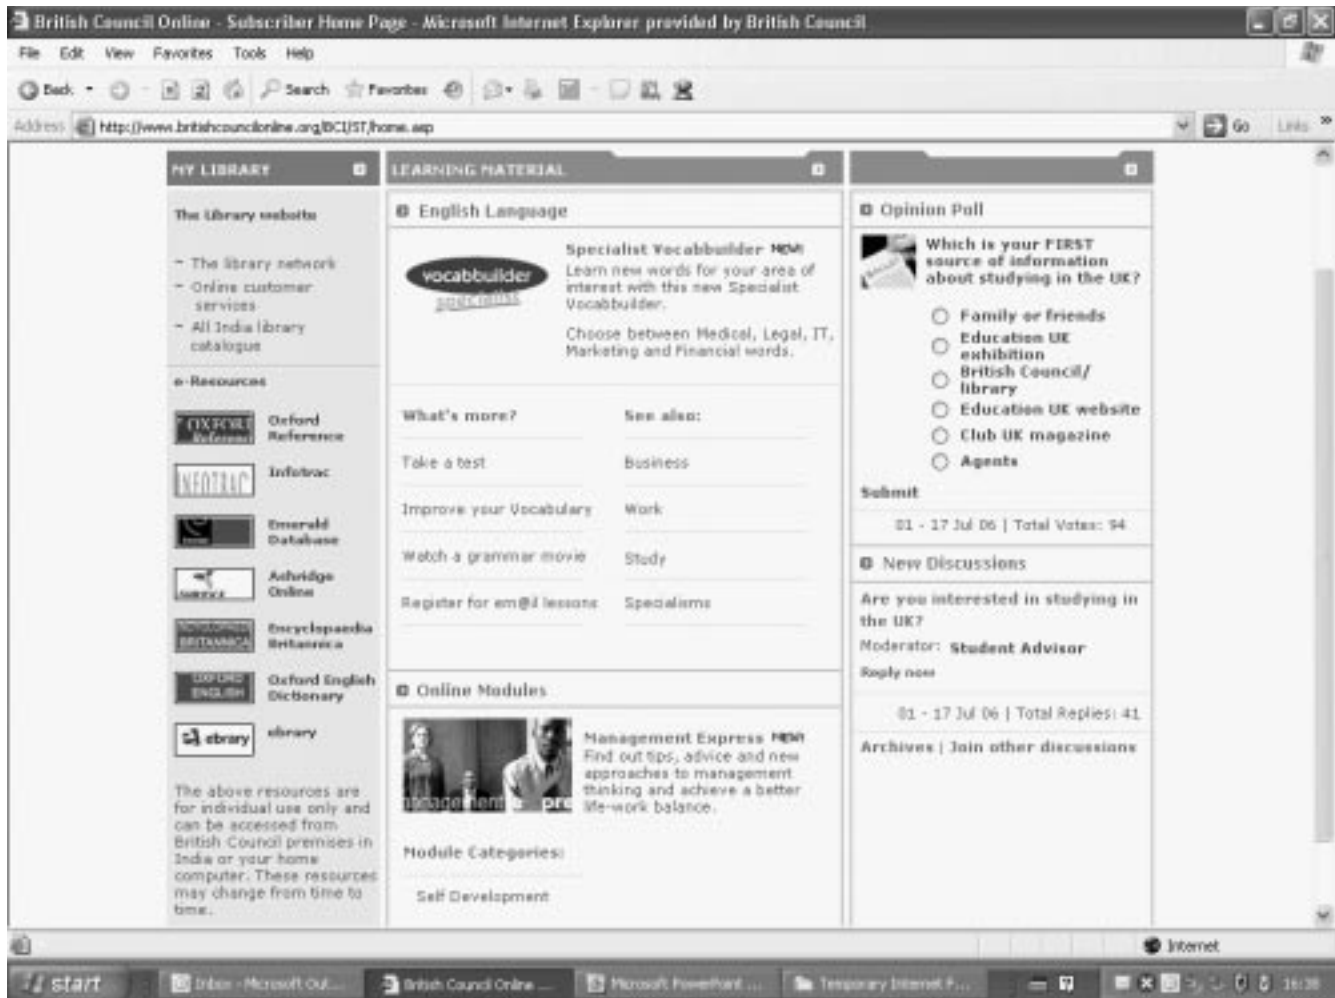 British Council Online - Subscriber Home Page - Microsoft Internet Explorer provided by British Council
File Edit View Favorites Tools Help
Back Search Favorites
Address http://www.britishcouncilonline.org/BCI/ST/home.asp Go Links »
MY LIBRARY
The Library website
- The library network
- Online customer
services
- All India library
catalogue
e-Resources
OXFORD
Reference
Oxford
Reference
INFOTRAC
Infotrac
Emerald
Database
Ashridge
Online
BRITANNICA
Encyclopaedia
Britannica
OXFORD
ENGLISH
Oxford English
Dictionary
ebrary
ebrary
The above resources are
for individual use only and
can be accessed from
British Council premises in
India or your home
computer. These resources
may change from time to
time.
LEARNING MATERIAL
English Language
vocabbuilder
specialist
Specialist Vocabbuilder NEW!
Learn new words for your area of
interest with this new Specialist
Vocabbuilder.
Choose between Medical, Legal, IT,
Marketing and Financial words.
What's more?
Take a test
Improve your Vocabulary
Watch a grammar movie
Register for em@il lessons
See also:
Business
Work
Study
Specialisms
Online Modules
Management Express NEW!
Find out tips, advice and new
approaches to management
thinking and achieve a better
life-work balance.
Module Categories:
Self Development
Opinion Poll
Which is your FIRST
source of information
about studying in the UK?
Family or friends
Education UK
exhibition
British Council/
library
Education UK website
Club UK magazine
Agents
Submit
01 - 17 Jul 06 | Total Votes: 94
New Discussions
Are you interested in studying in
the UK?
Moderator: Student Advisor
Reply now
01 - 17 Jul 06 | Total Replies: 41
Archives | Join other discussions
Internet
start Inbox - Microsoft Out... British Council Online ... Microsoft PowerPoint ... Temporary Internet F... 16:38